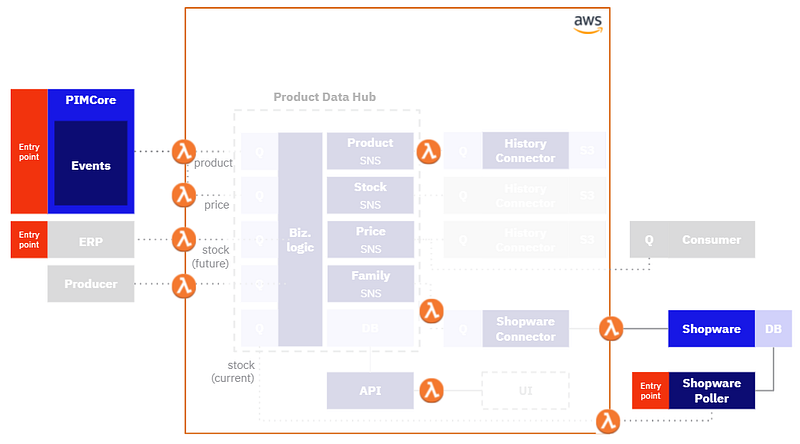 aws
Product Data Hub
PIMCore
Entry
point
Events
product
price
Q
Q
Q
Q
Q
Biz.
logic
Product
SNS
Stock
SNS
Price
SNS
Family
SNS
DB
Q
History
Connector
S3
Q
History
Connector
S3
Q
History
Connector
S3
Entry
point
ERP
stock
(future)
Producer
Q
Consumer
Q
Shopware
Connector
Shopware
DB
stock
(current)
API
UI
Entry
point
Shopware
Poller